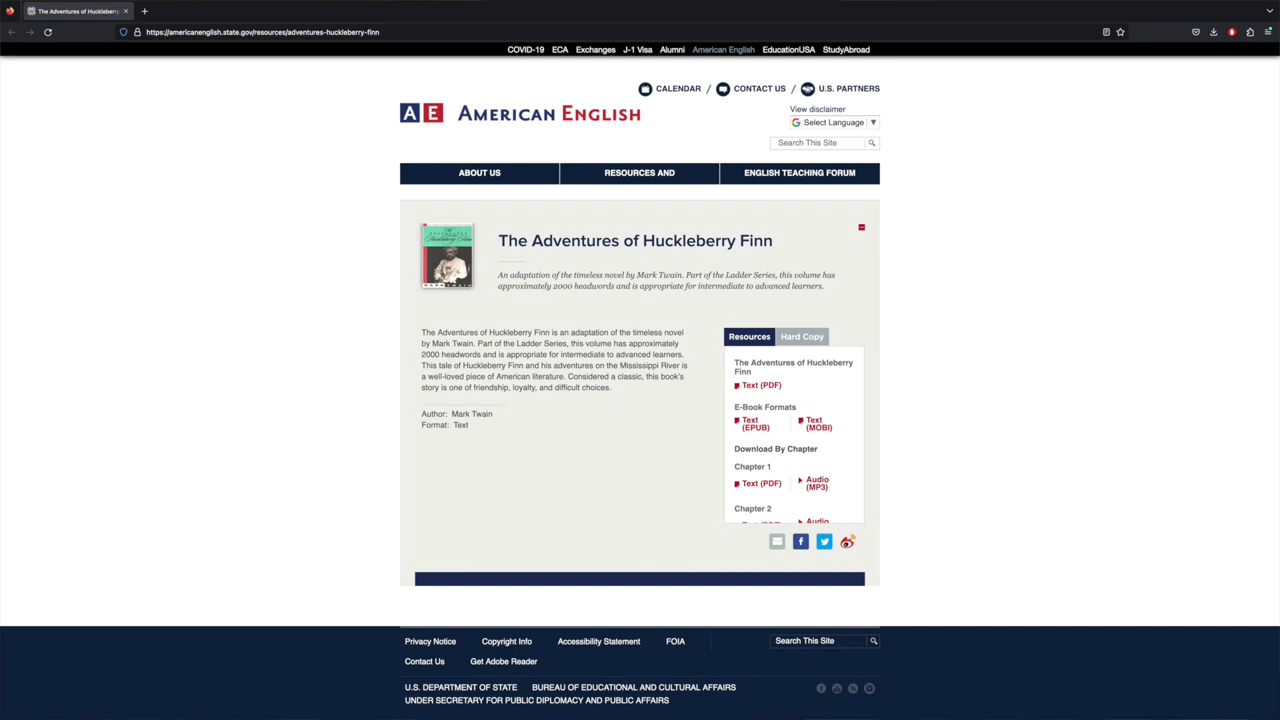 The Adventures of Huckleberry
https://americanenglish.state.gov/resources/adventures-huckleberry-finn
COVID-19 ECA Exchanges J-1 Visa Alumni American English EducationUSA StudyAbroad
CALENDAR / CONTACT US / U.S. PARTNERS
View disclaimer
AE AMERICAN ENGLISH
Select Language ▼
Search This Site
ABOUT US RESOURCES AND ENGLISH TEACHING FORUM
The Adventures of Huckleberry Finn
An adaptation of the timeless novel by Mark Twain. Part of the Ladder Series, this volume has
approximately 2000 headwords and is appropriate for intermediate to advanced learners.
MARK TWAIN
The Adventures of Huckleberry Finn is an adaptation of the timeless novel
by Mark Twain. Part of the Ladder Series, this volume has approximately
2000 headwords and is appropriate for intermediate to advanced learners.
This tale of Huckleberry Finn and his adventures on the Mississippi River is
a well-loved piece of American literature. Considered a classic, this book's
story is one of friendship, loyalty, and difficult choices.
Author: Mark Twain
Format: Text
Resources Hard Copy
The Adventures of Huckleberry
Finn
Text (PDF)
E-Book Formats
Text
(EPUB)
Text
(MOBI)
Download By Chapter
Chapter 1
Text (PDF)
Audio
(MP3)
Chapter 2
Text (PDF)
Audio
Privacy Notice Copyright Info Accessibility Statement FOIA
Search This Site
Contact Us Get Adobe Reader
U.S. DEPARTMENT OF STATE BUREAU OF EDUCATIONAL AND CULTURAL AFFAIRS
UNDER SECRETARY FOR PUBLIC DIPLOMACY AND PUBLIC AFFAIRS